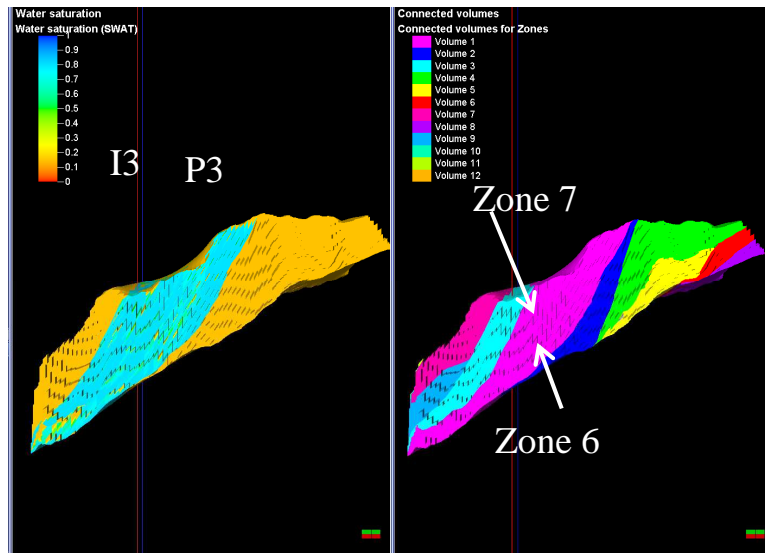 Water saturation
Water saturation (SWAT)
1
0.9
0.8
0.7
0.6
0.5
0.4
0.3
0.2
0.1
0
I3
P3
Connected volumes
Connected volumes for Zones
Volume 1
Volume 2
Volume 3
Volume 4
Volume 5
Volume 6
Volume 7
Volume 8
Volume 9
Volume 10
Volume 11
Volume 12
Zone 7
Zone 6